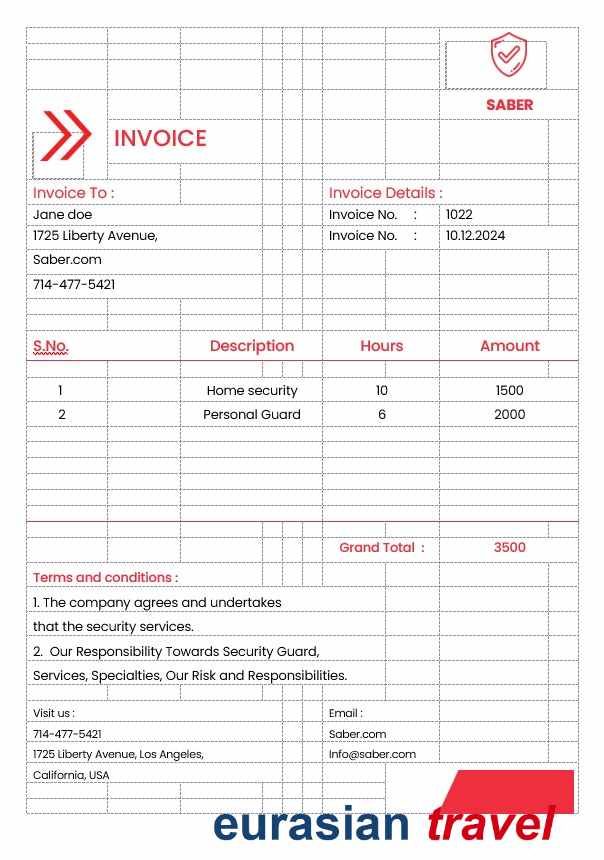 SABER
INVOICE
Invoice To :
Invoice Details :
Jane doe
Invoice No. : 1022
1725 Liberty Avenue,
Invoice No. : 10.12.2024
Saber.com
714-477-5421
S.No. Description Hours Amount
1 Home security 10 1500
2 Personal Guard 6 2000
Grand Total : 3500
Terms and conditions :
1. The company agrees and undertakes
that the security services.
2. Our Responsibility Towards Security Guard,
Services, Specialties, Our Risk and Responsibilities.
Visit us :
714-477-5421
1725 Liberty Avenue, Los Angeles,
California, USA
Email :
Saber.com
Info@saber.com
eurasian travel